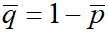 q̅ = 1 − p̅